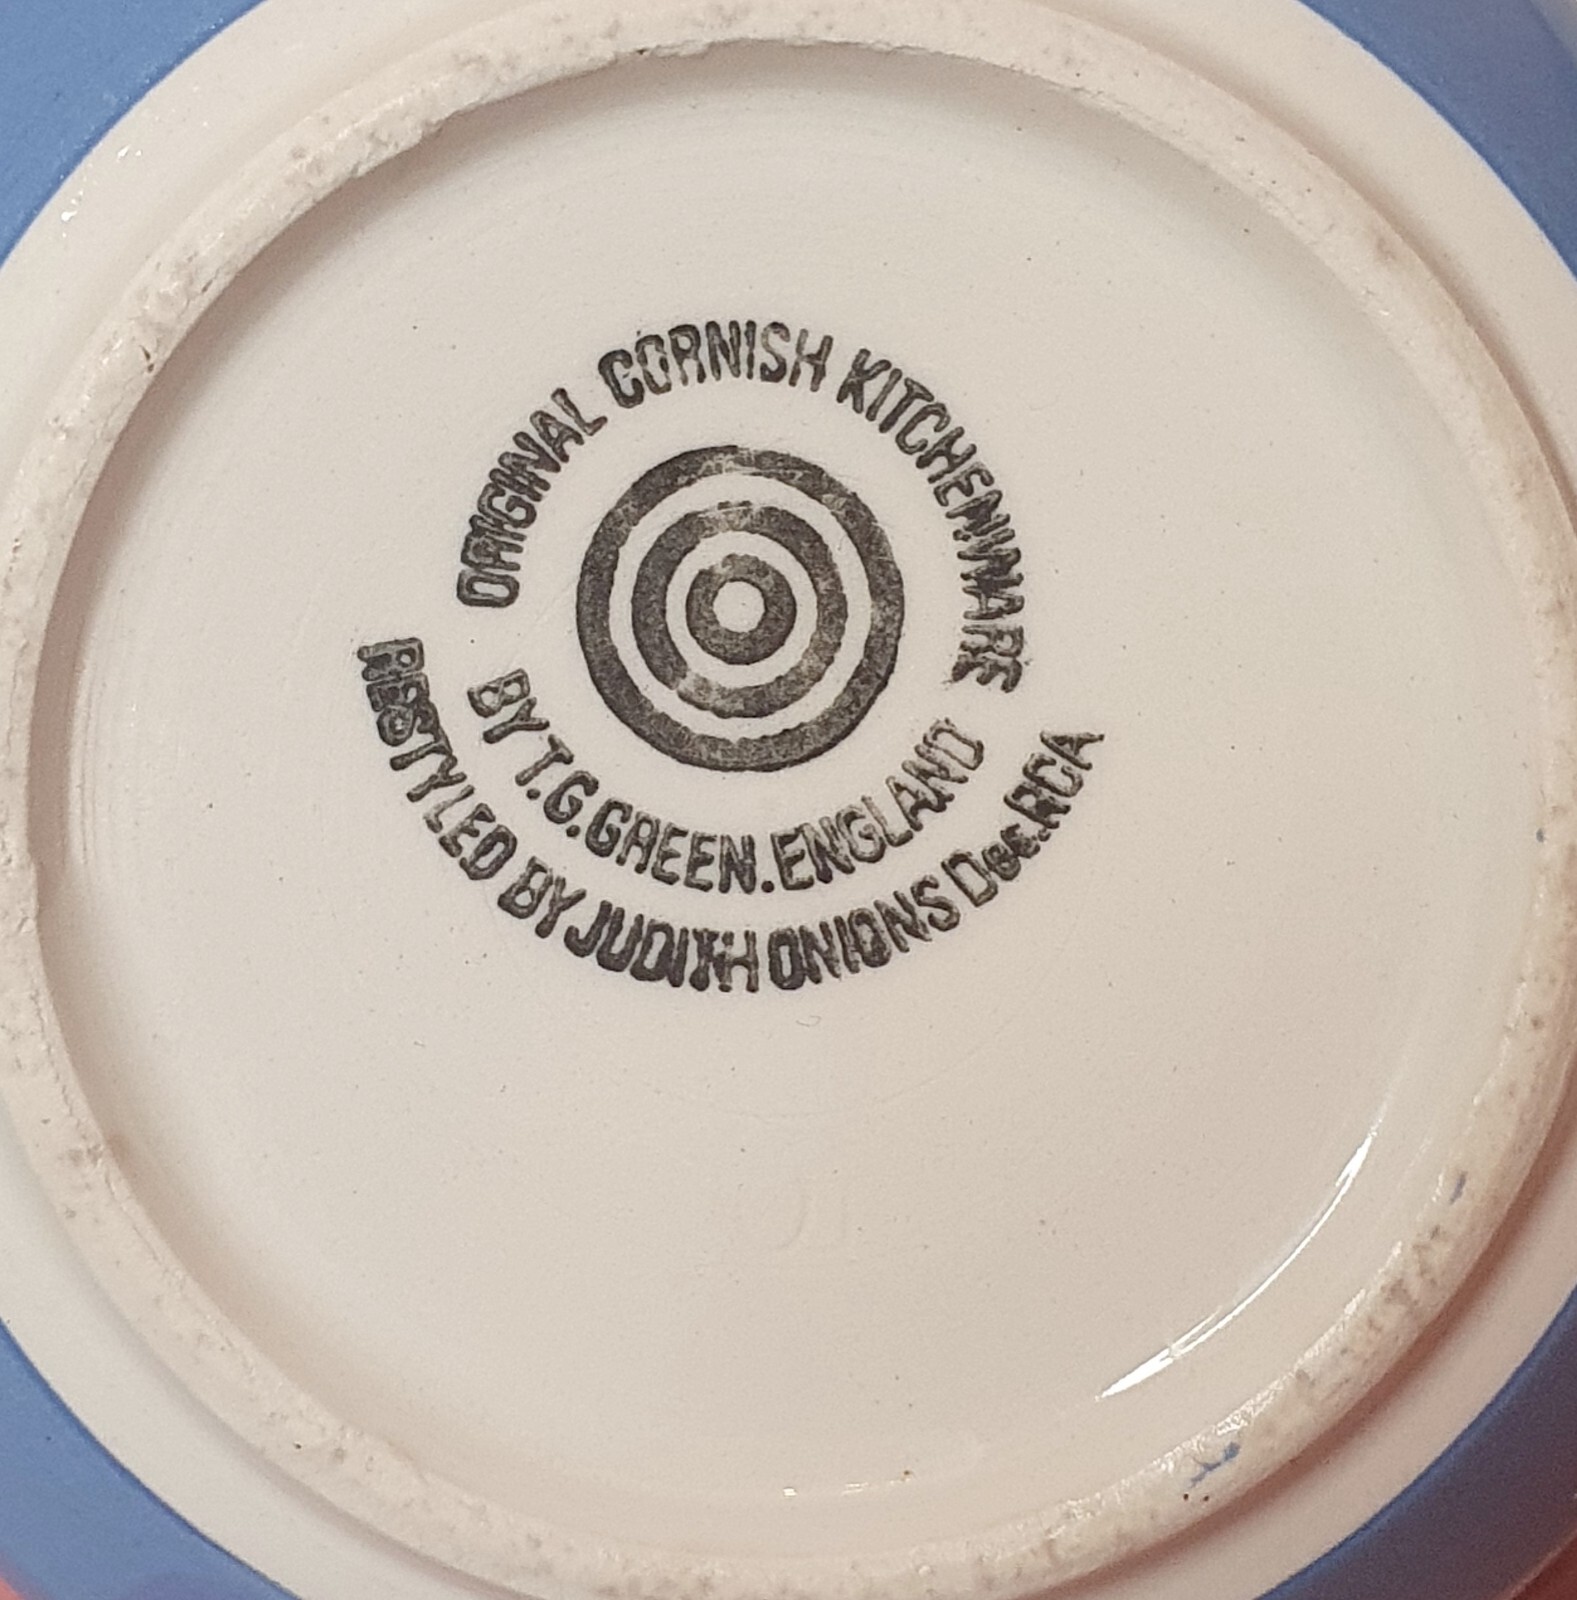 ORIGINAL CORNISH KITCHENWARE
BY T.G.GREEN.ENGLAND
RESTYLED BY JUDITH ONIONS Des.RCA